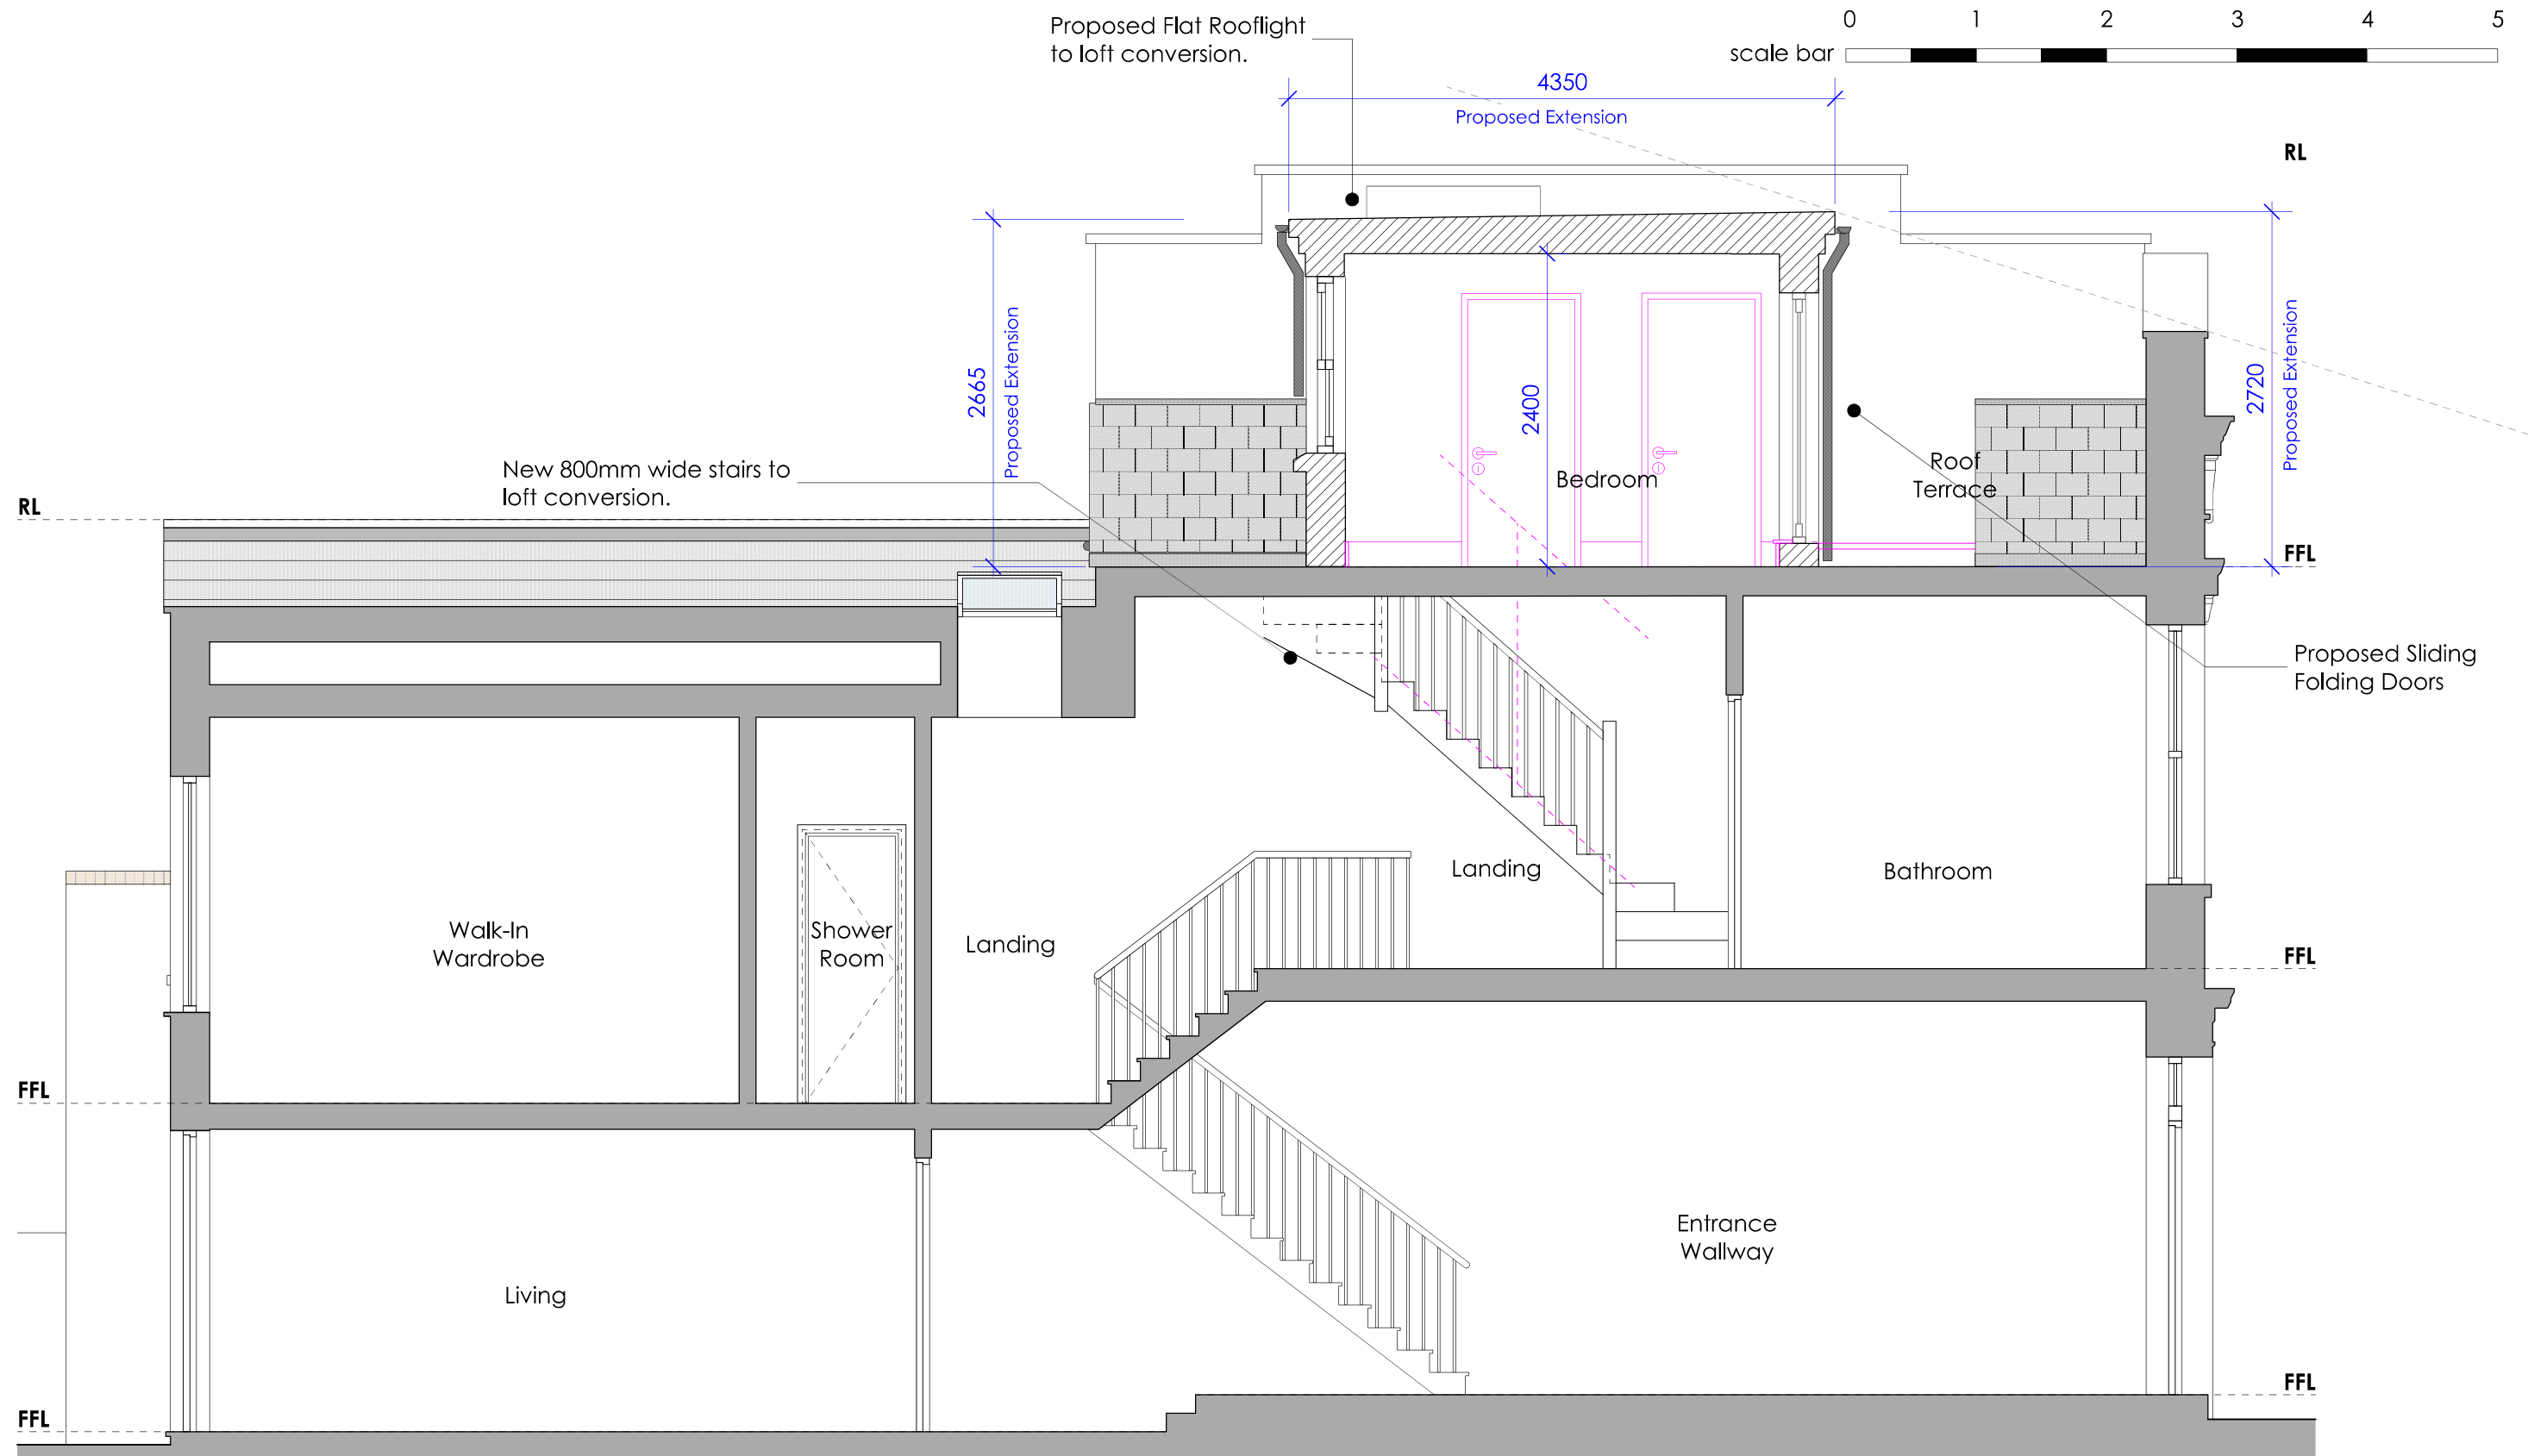 Proposed Flat Rooflight
to loft conversion.
0 1 2 3 4 5
scale bar
4350
Proposed Extension
RL
2665
Proposed Extension
2400
2720
Proposed Extension
New 800mm wide stairs to
loft conversion.
Bedroom
Roof
Terrace
RL
FFL
Proposed Sliding
Folding Doors
Walk-In
Wardrobe
Shower
Room
Landing
Landing
Bathroom
FFL
FFL
Living
Entrance
Wallway
FFL
FFL